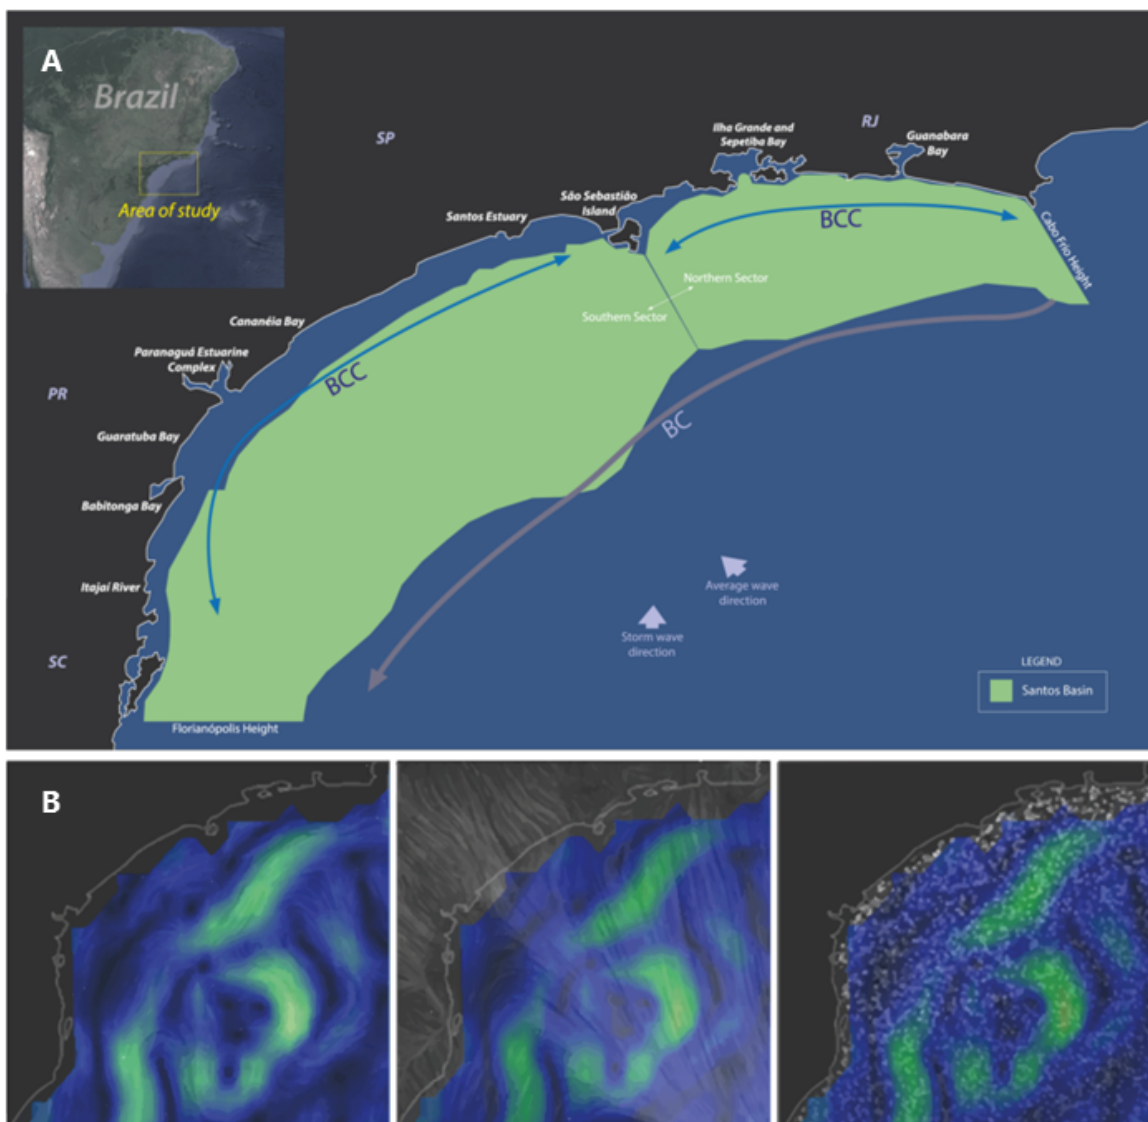 A
Brazil
Area of study
SP
RJ
Ilha Grande and
Sepetiba Bay
Guanabara
Bay
São Sebastião
Island
Santos Estuary
BCC
Cabo Frio Height
Northern Sector
Southern Sector
Cananéia Bay
Paranaguá Estuarine
Complex
BCC
PR
BC
Guaratuba Bay
Babitonga Bay
Average wave
direction
Itajaí River
Storm wave
direction
SC
LEGEND
Santos Basin
Florianópolis Height
B